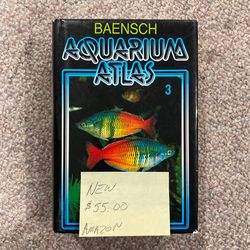 BAENSCH
AQUARIUM
ATLAS
3
NEW
$55.00
AMAZON